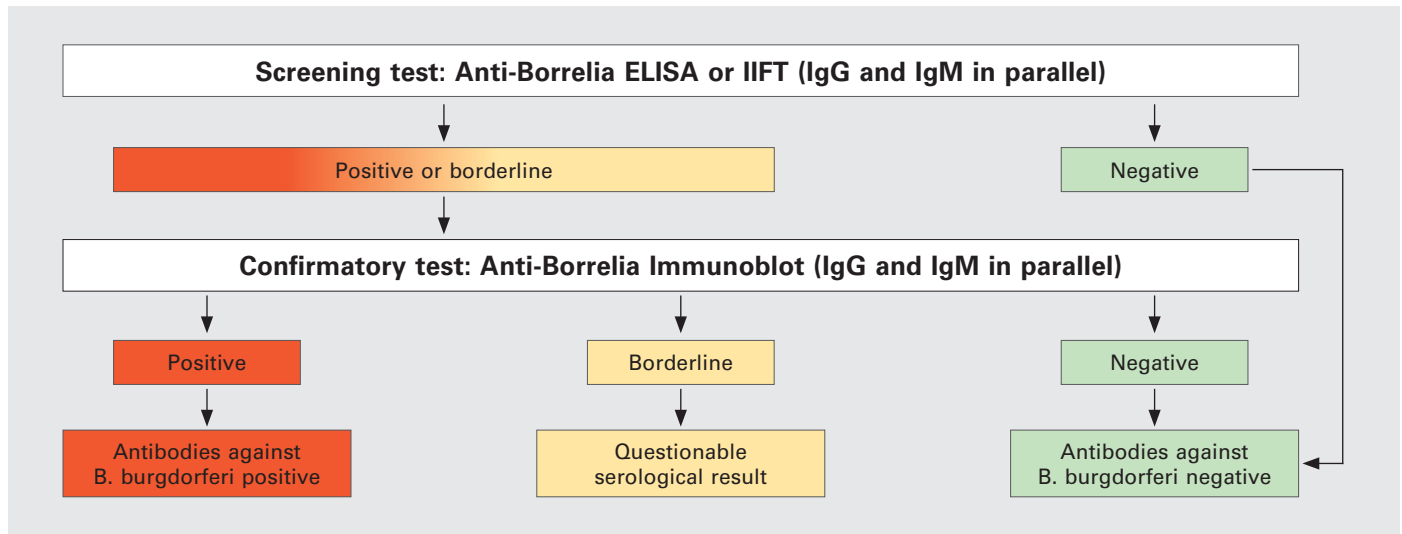 Screening test: Anti-Borrelia ELISA or IIFT (IgG and IgM in parallel)
Positive or borderline
Negative
Confirmatory test: Anti-Borrelia Immunoblot (IgG and IgM in parallel)
Positive
Borderline
Negative
Antibodies against
B. burgdorferi positive
Questionable
serological result
Antibodies against
B. burgdorferi negative